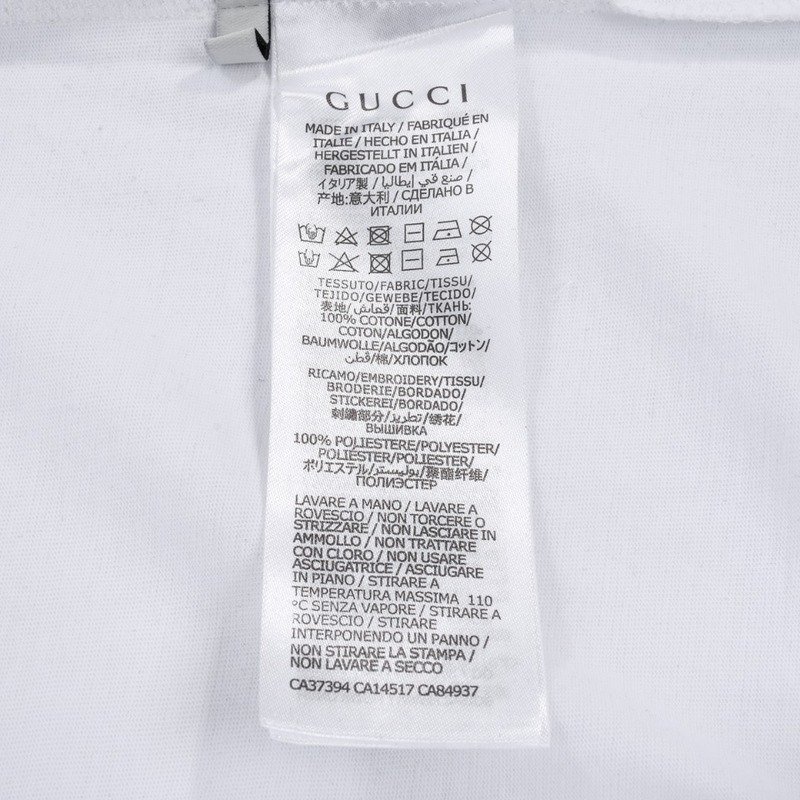 GUCCI
MADE IN ITALY / FABRIQUÉ EN
ITALIE / HECHO EN ITALIA /
HERGESTELLT IN ITALIEN /
FABRICADO EM ITÁLIA /
イタリア製 / صنع في إيطاليا /
产地:意大利 / СДЕЛАНО В
ИТАЛИИ
TESSUTO/FABRIC/TISSU/
TEJIDO/GEWEBE/TECIDO/
表地/قماش/面料/ТКАНЬ:
100% COTONE/COTTON/
COTON/ALGODON/
BAUMWOLLE/ALGODÃO/コットン/
قطن/棉/ХЛОПОК
RICAMO/EMBROIDERY/TISSU/
BRODERIE/BORDADO/
STICKEREI/BORDADO/
刺繍部分/تطريز/绣花/
ВЫШИВКА
100% POLIESTERE/POLYESTER/
POLIÉSTER/POLIESTER/
ポリエステル/بوليستر/聚酯纤维/
ПОЛИЭСТЕР
LAVARE A MANO / LAVARE A
ROVESCIO / NON TORCERE O
STRIZZARE / NON LASCIARE IN
AMMOLLO / NON TRATTARE
CON CLORO / NON USARE
ASCIUGATRICE / ASCIUGARE
IN PIANO / STIRARE A
TEMPERATURA MASSIMA 110
°C SENZA VAPORE / STIRARE A
ROVESCIO / STIRARE
INTERPONENDO UN PANNO /
NON STIRARE LA STAMPA /
NON LAVARE A SECCO
CA37394 CA14517 CA84937